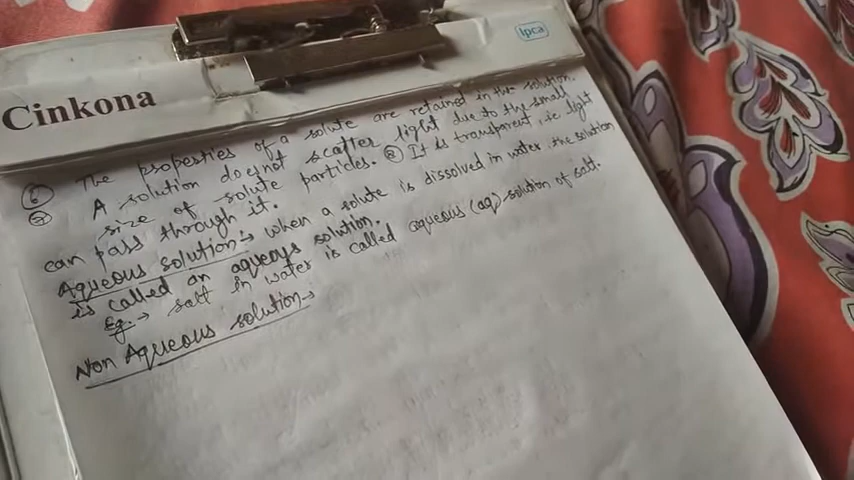 Ipca
Cinkona
⑥ The properties of a solute are retained in the solution.
⑦ A solution does not scatter light due to the small
size of solute particles. ⑧ It is transparent, i.e light
can pass through it.
Aqueous solution:→ when a solute is dissolved in water, the solution
is called an aqueous solution.
Eg.→ salt in water is called aqueous (aq) solution of salt.
Non Aqueous solution→